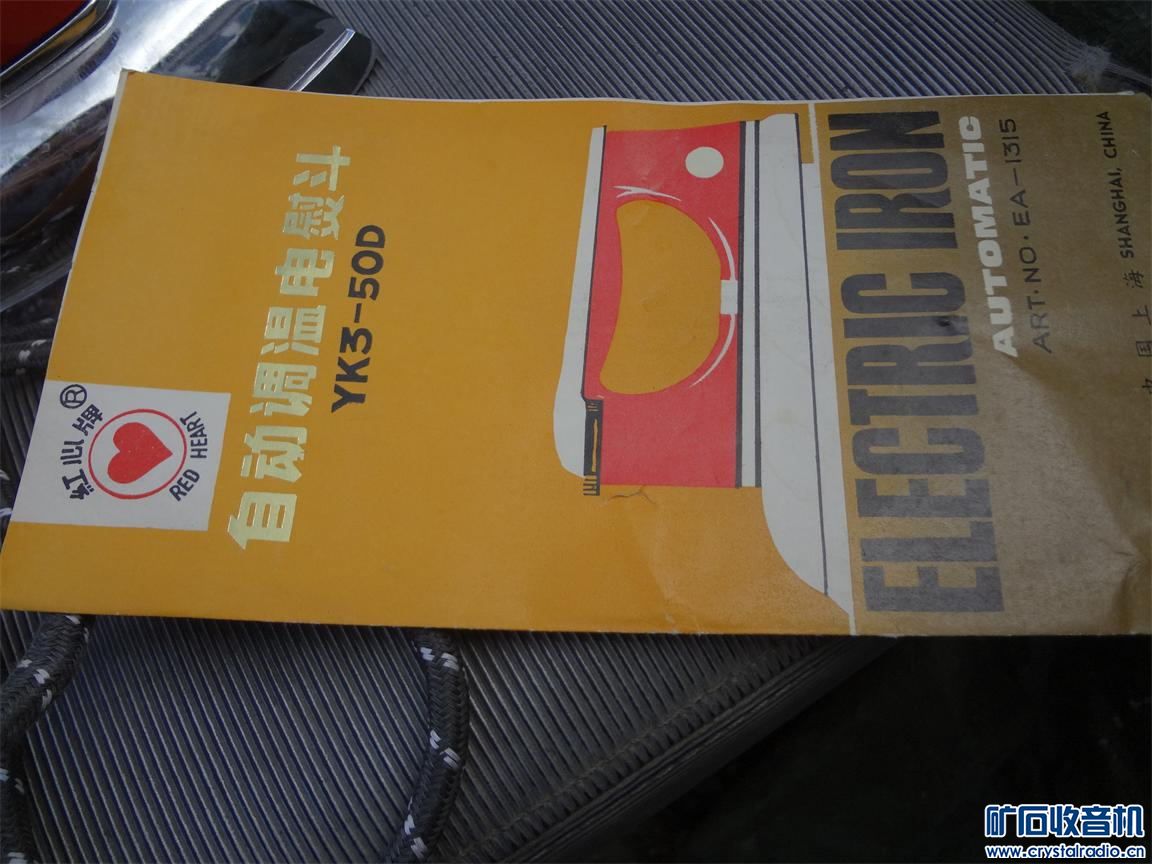 红心牌®
RED HEART
自动调温电熨斗
YK3-50D
ELECTRIC IRON
AUTOMATIC
ART·NO·EA-1315
中国上海 SHANGHAI, CHINA
矿石收音机
www.crystalradio.cn